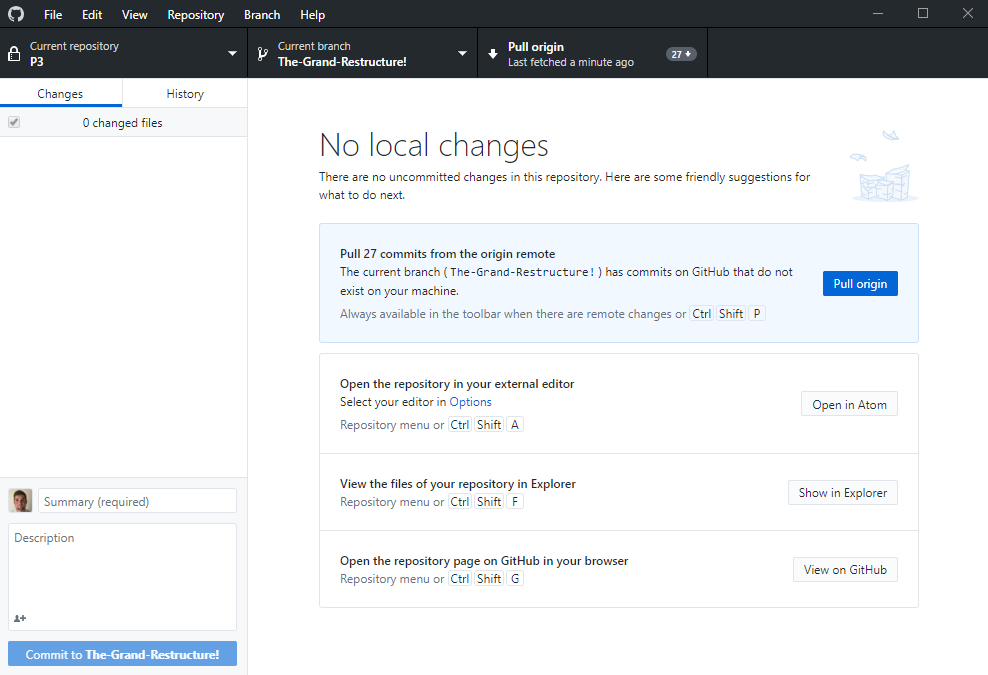 File Edit View Repository Branch Help
Current repository
P3
Current branch
The-Grand-Restructure!
Pull origin
Last fetched a minute ago
27
Changes History
0 changed files
No local changes
There are no uncommitted changes in this repository. Here are some friendly suggestions for
what to do next.
Pull 27 commits from the origin remote
The current branch ( The-Grand-Restructure! ) has commits on GitHub that do not
exist on your machine.
Pull origin
Always available in the toolbar when there are remote changes or Ctrl Shift P
Open the repository in your external editor
Select your editor in Options
Repository menu or Ctrl Shift A
Open in Atom
View the files of your repository in Explorer
Repository menu or Ctrl Shift F
Show in Explorer
Open the repository page on GitHub in your browser
Repository menu or Ctrl Shift G
View on GitHub
Summary (required)
Description
Commit to The-Grand-Restructure!